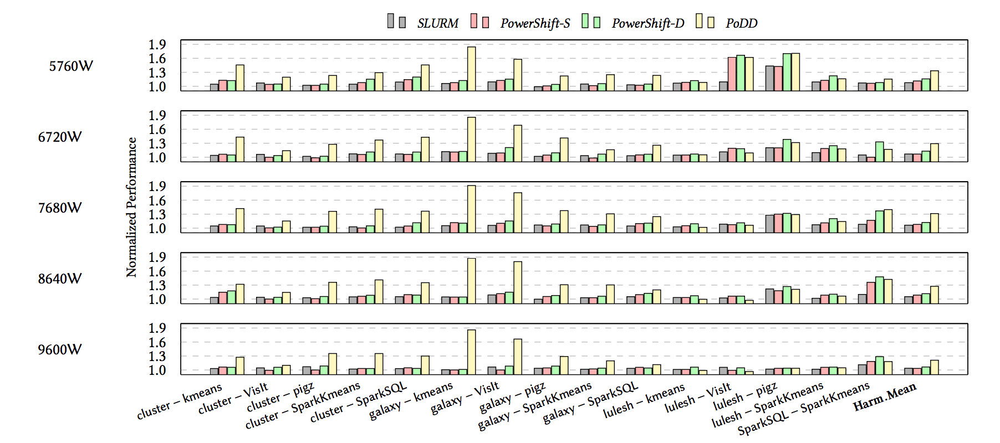 SLURM PowerShift-S PowerShift-D PoDD
5760W
1.9
1.6
1.3
1.0
6720W
1.9
1.6
1.3
1.0
7680W
1.9
1.6
1.3
1.0
8640W
1.9
1.6
1.3
1.0
9600W
1.9
1.6
1.3
1.0
Normalized Performance
cluster – kmeans
cluster – VisIt
cluster – pigz
cluster – SparkKmeans
cluster – SparkSQL
galaxy – kmeans
galaxy – VisIt
galaxy – pigz
galaxy – SparkKmeans
galaxy – SparkSQL
lulesh – kmeans
lulesh – VisIt
lulesh – pigz
lulesh – SparkKmeans
SparkSQL – SparkKmeans
Harm.Mean